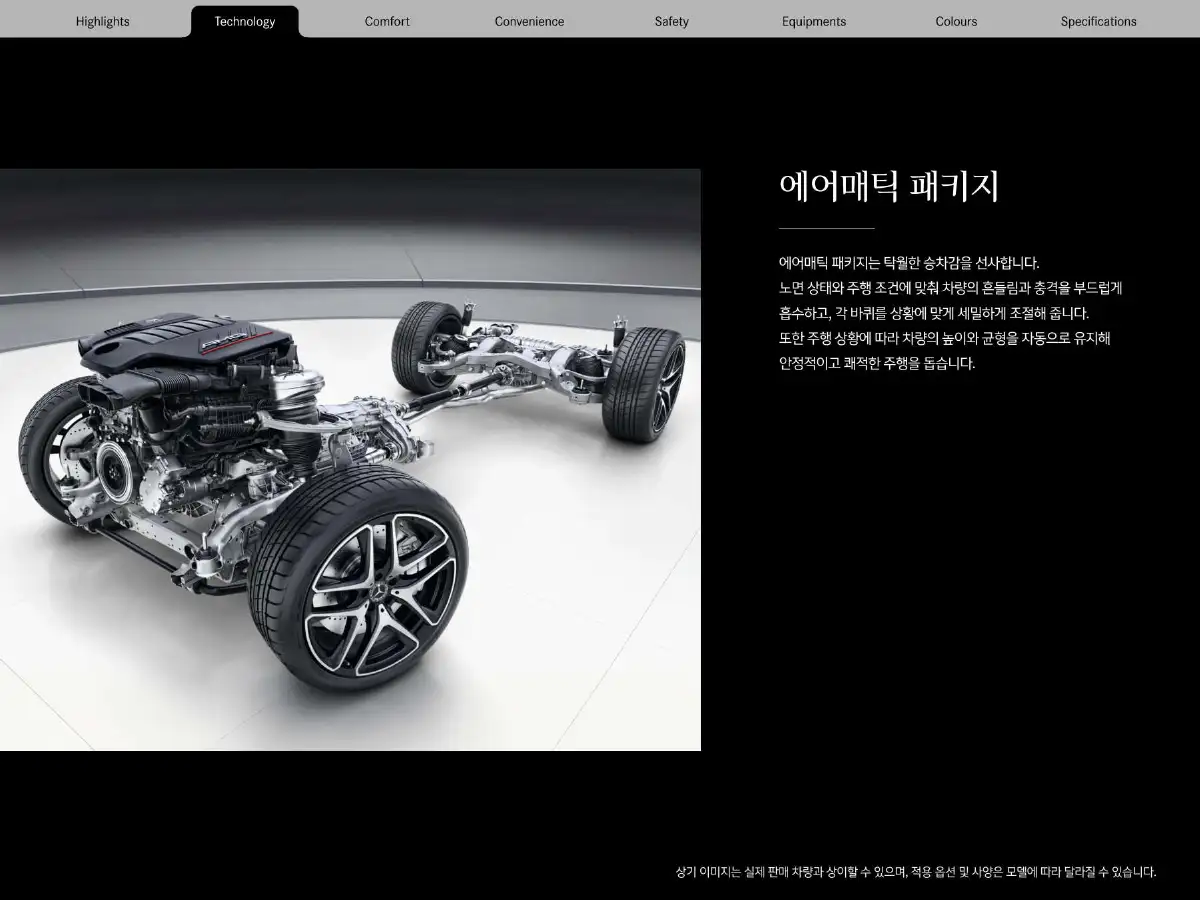 Highlights
Technology
Comfort
Convenience
Safety
Equipments
Colours
Specifications
에어매틱 패키지
에어매틱 패키지는 탁월한 승차감을 선사합니다.
노면 상태와 주행 조건에 맞춰 차량의 흔들림과 충격을 부드럽게
흡수하고, 각 바퀴를 상황에 맞게 세밀하게 조절해 줍니다.
또한 주행 상황에 따라 차량의 높이와 균형을 자동으로 유지해
안정적이고 쾌적한 주행을 돕습니다.
AMG
상기 이미지는 실제 판매 차량과 상이할 수 있으며, 적용 옵션 및 사양은 모델에 따라 달라질 수 있습니다.